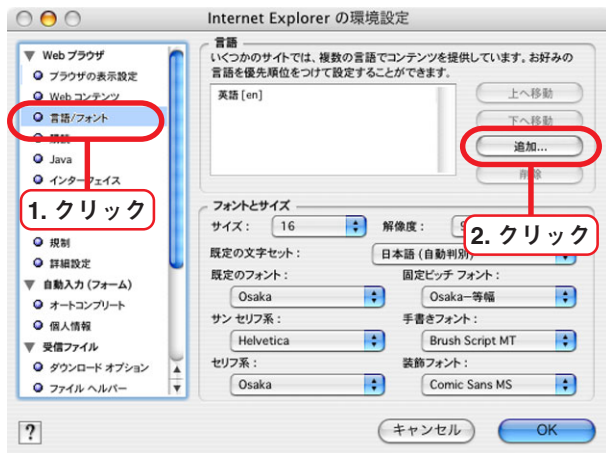 Internet Explorer の環境設定
Web ブラウザ
ブラウザの表示設定
Web コンテンツ
言語/フォント
Java
インターフェイス
1. クリック
規制
詳細設定
自動入力 (フォーム)
オートコンプリート
個人情報
受信ファイル
ダウンロード オプション
ファイル ヘルパー
言語
いくつかのサイトでは、複数の言語でコンテンツを提供しています。お好みの
言語を優先順位をつけて設定することができます。
英語 [en]
上へ移動
下へ移動
追加...
削除
2. クリック
フォントとサイズ
サイズ： 16
解像度：
既定の文字セット： 日本語 (自動判別)
既定のフォント：
Osaka
固定ピッチ フォント：
Osaka−等幅
サン セリフ系：
Helvetica
手書きフォント：
Brush Script MT
セリフ系：
Osaka
装飾フォント：
Comic Sans MS
?
キャンセル
OK